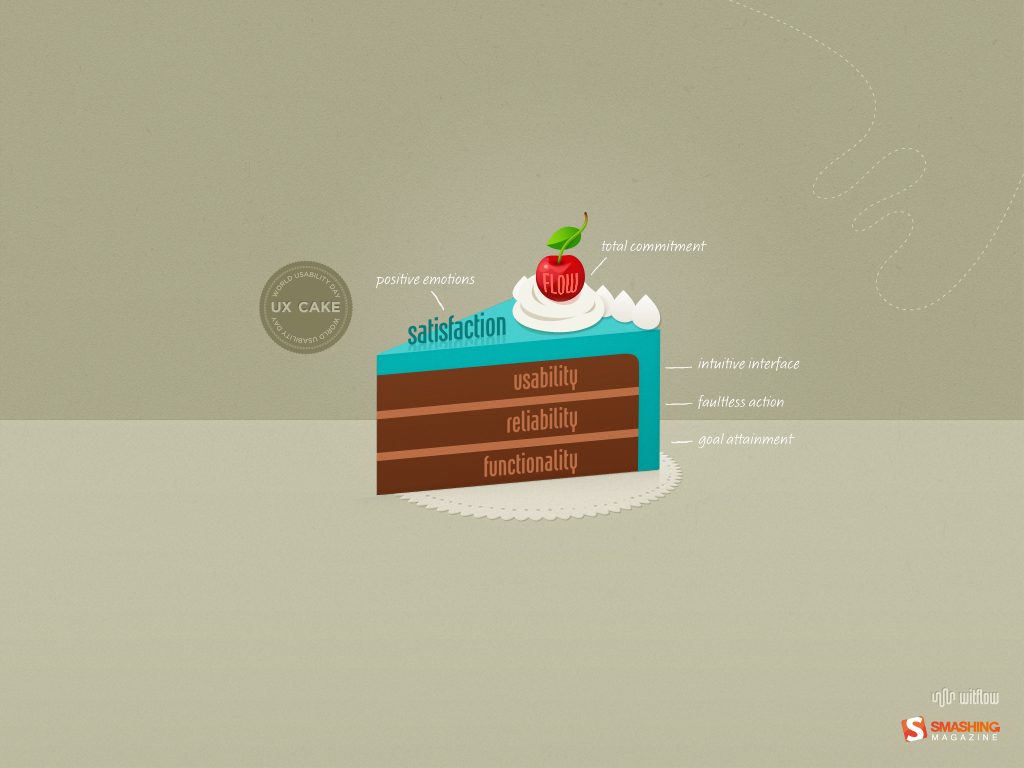 total commitment
WORLD USABILITY DAY
UX CAKE
WORLD USABILITY DAY
positive emotions
FLOW
satisfaction
usability
intuitive interface
reliability
faultless action
functionality
goal attainment
witflow
S SMASHING
MAGAZINE